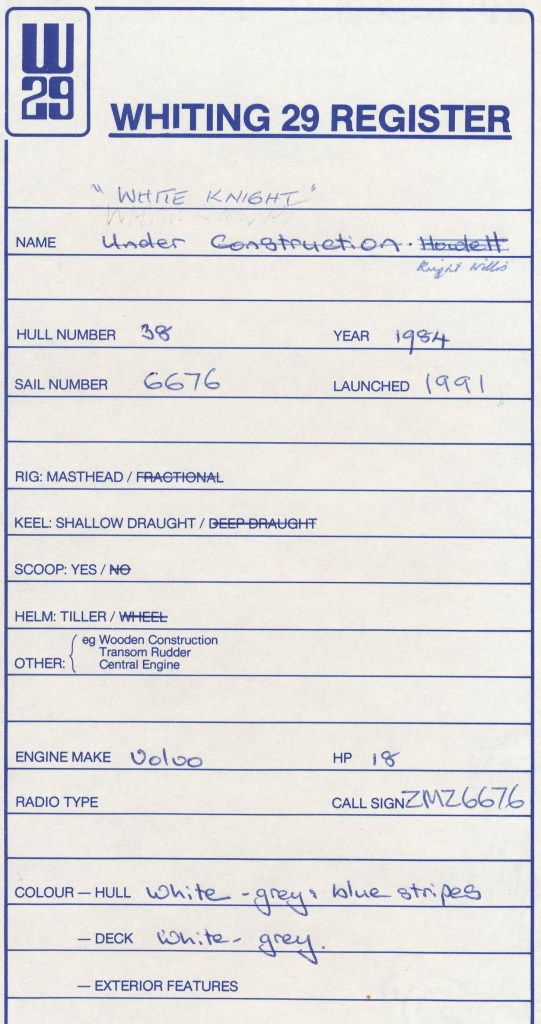 W
29
WHITING 29 REGISTER
"WHITE KNIGHT"
NAME Under Construction. Howlett
Knight Willis
HULL NUMBER 38 YEAR 1984
SAIL NUMBER 6676 LAUNCHED 1991
RIG: MASTHEAD / FRACTIONAL
KEEL: SHALLOW DRAUGHT / DEEP DRAUGHT
SCOOP: YES / NO
HELM: TILLER / WHEEL
eg Wooden Construction
Transom Rudder
OTHER: { Central Engine
ENGINE MAKE Volvo HP 18
RADIO TYPE CALL SIGN ZMZ6676
COLOUR — HULL White - grey & blue stripes
— DECK White - grey.
— EXTERIOR FEATURES